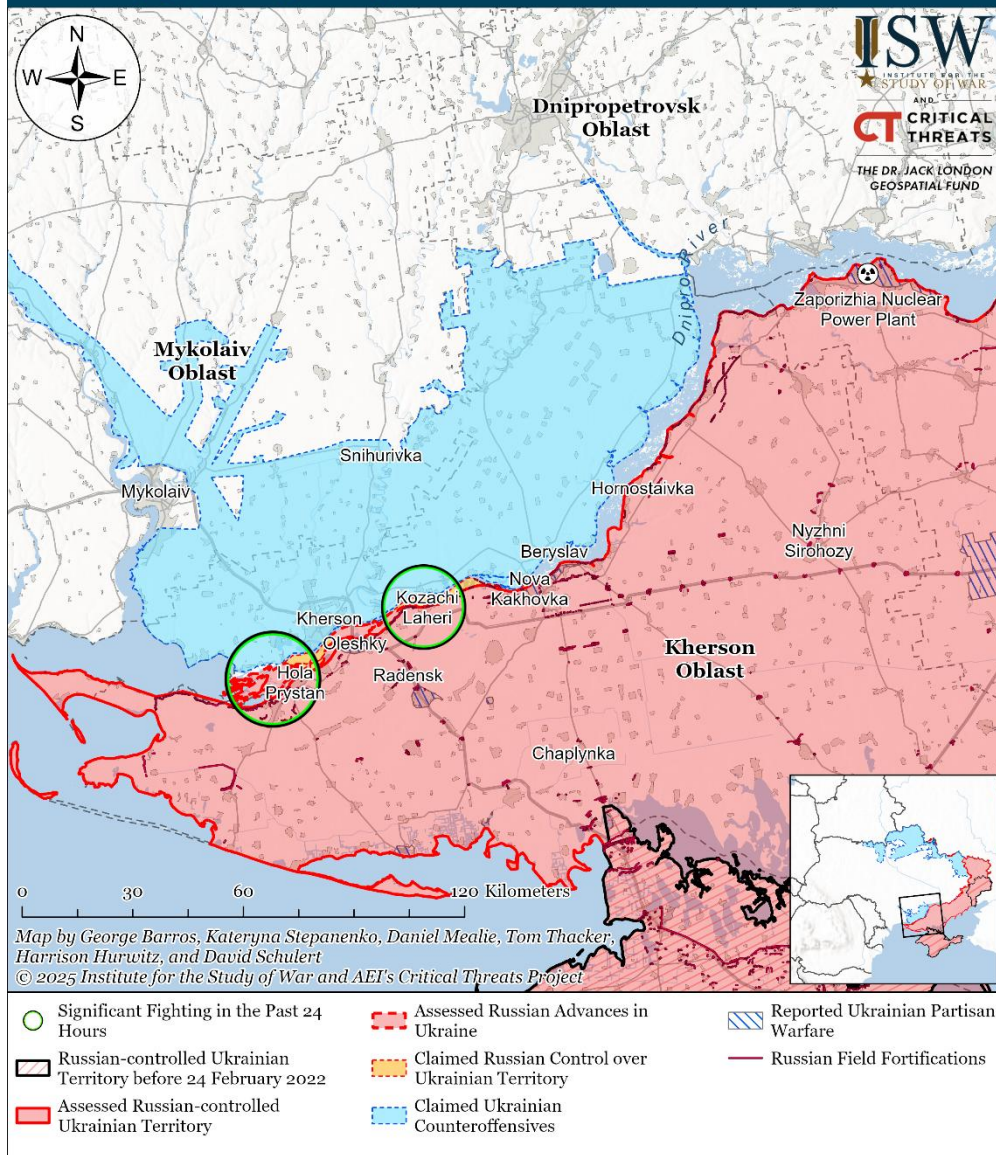 N
W E
S
ISW
INSTITUTE FOR THE
STUDY OF WAR
AND
CT CRITICAL
THREATS
THE DR. JACK LONDON
GEOSPATIAL FUND
Dnipropetrovsk
Oblast
Dnipro River
Zaporizhia Nuclear
Power Plant
Mykolaiv
Oblast
Snihurivka
Mykolaiv
Hornostaivka
Nyzhni
Sirohozy
Beryslav
Nova
Kakhovka
Kozachi
Laheri
Kherson
Oleshky
Kherson
Oblast
Hola
Prystan
Radensk
Chaplynka
0 30 60 120 Kilometers
Map by George Barros, Kateryna Stepanenko, Daniel Mealie, Tom Thacker,
Harrison Hurwitz, and David Schulert
© 2025 Institute for the Study of War and AEI's Critical Threats Project
Significant Fighting in the Past 24
Hours
Russian-controlled Ukrainian
Territory before 24 February 2022
Assessed Russian-controlled
Ukrainian Territory
Assessed Russian Advances in
Ukraine
Claimed Russian Control over
Ukrainian Territory
Claimed Ukrainian
Counteroffensives
Reported Ukrainian Partisan
Warfare
Russian Field Fortifications